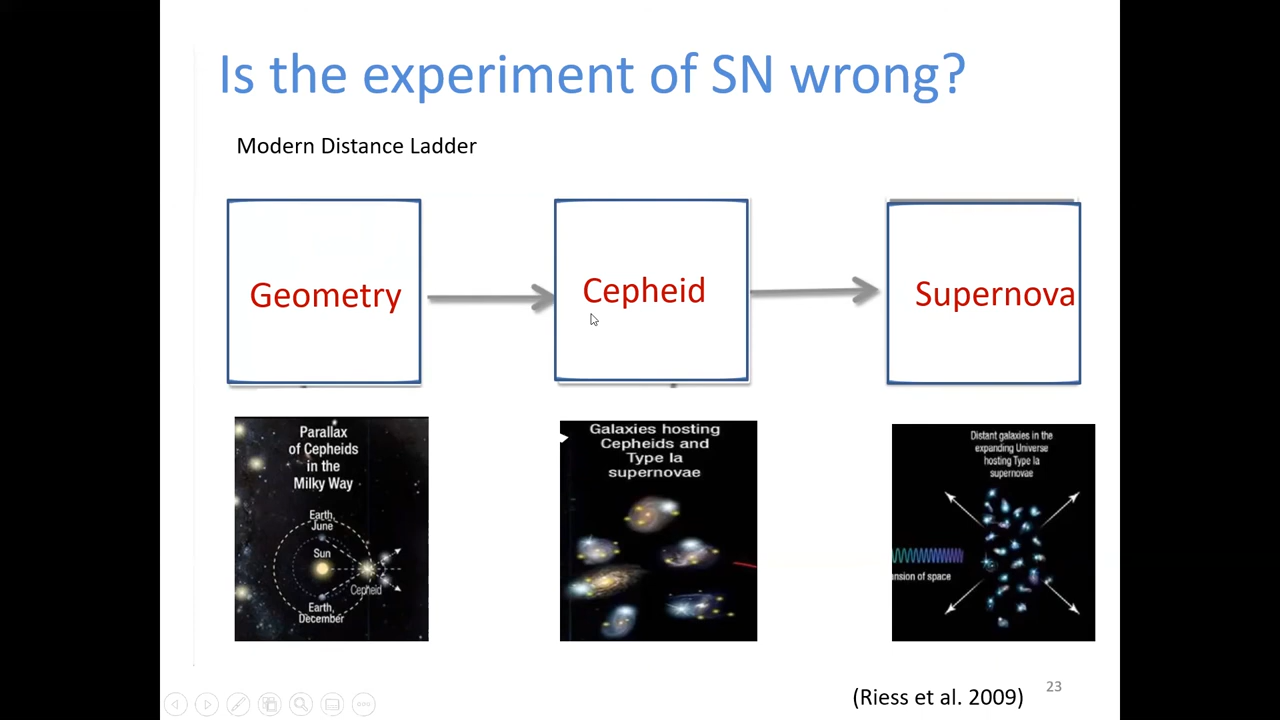 Is the experiment of SN wrong?
Modern Distance Ladder
Geometry
Cepheid
Supernova
Parallax
of Cepheids
in the
Milky Way
Earth,
June
Sun
Cepheid
Earth,
December
Galaxies hosting
Cepheids and
Type Ia
supernovae
Distant galaxies in the
expanding Universe
hosting Type Ia
supernovae
nsion of space
(Riess et al. 2009)
23